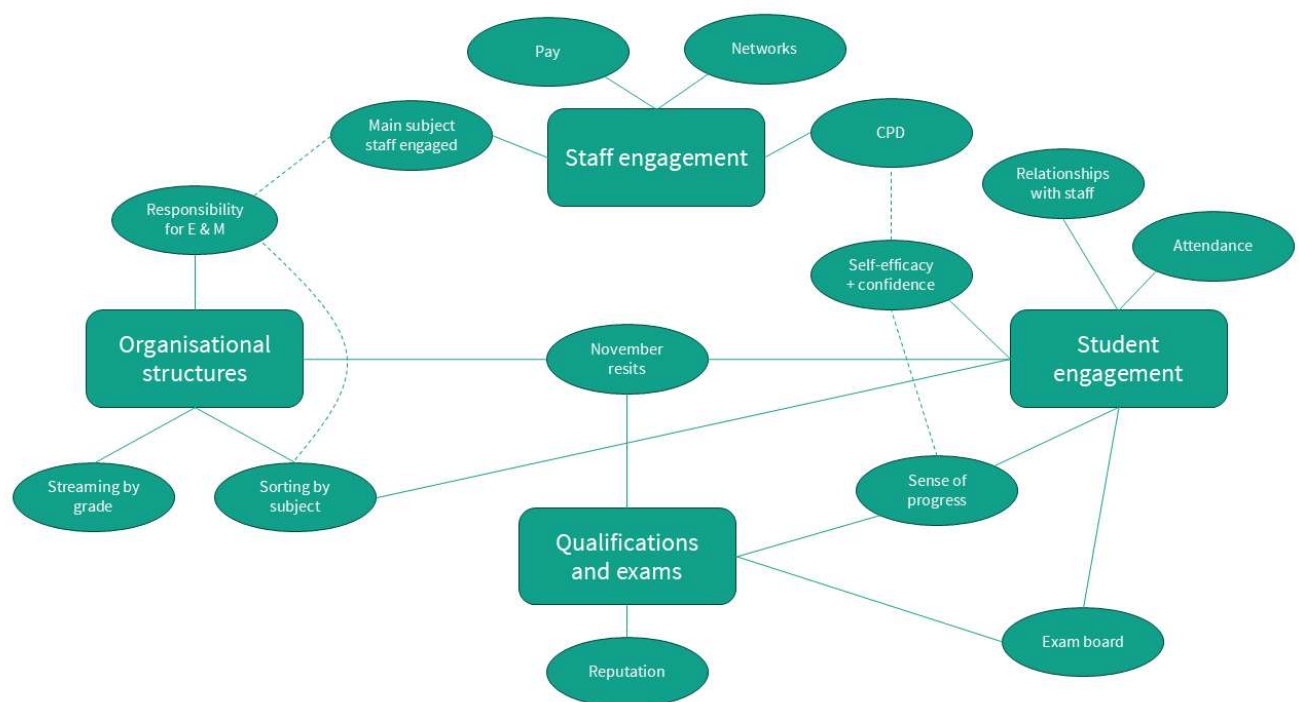 Pay
Networks
Main subject
staff engaged
Staff engagement
CPD
Relationships
with staff
Responsibility
for E & M
Attendance
Self-efficacy
+ confidence
Organisational
structures
November
resits
Student
engagement
Streaming by
grade
Sorting by
subject
Sense of
progress
Qualifications
and exams
Exam board
Reputation